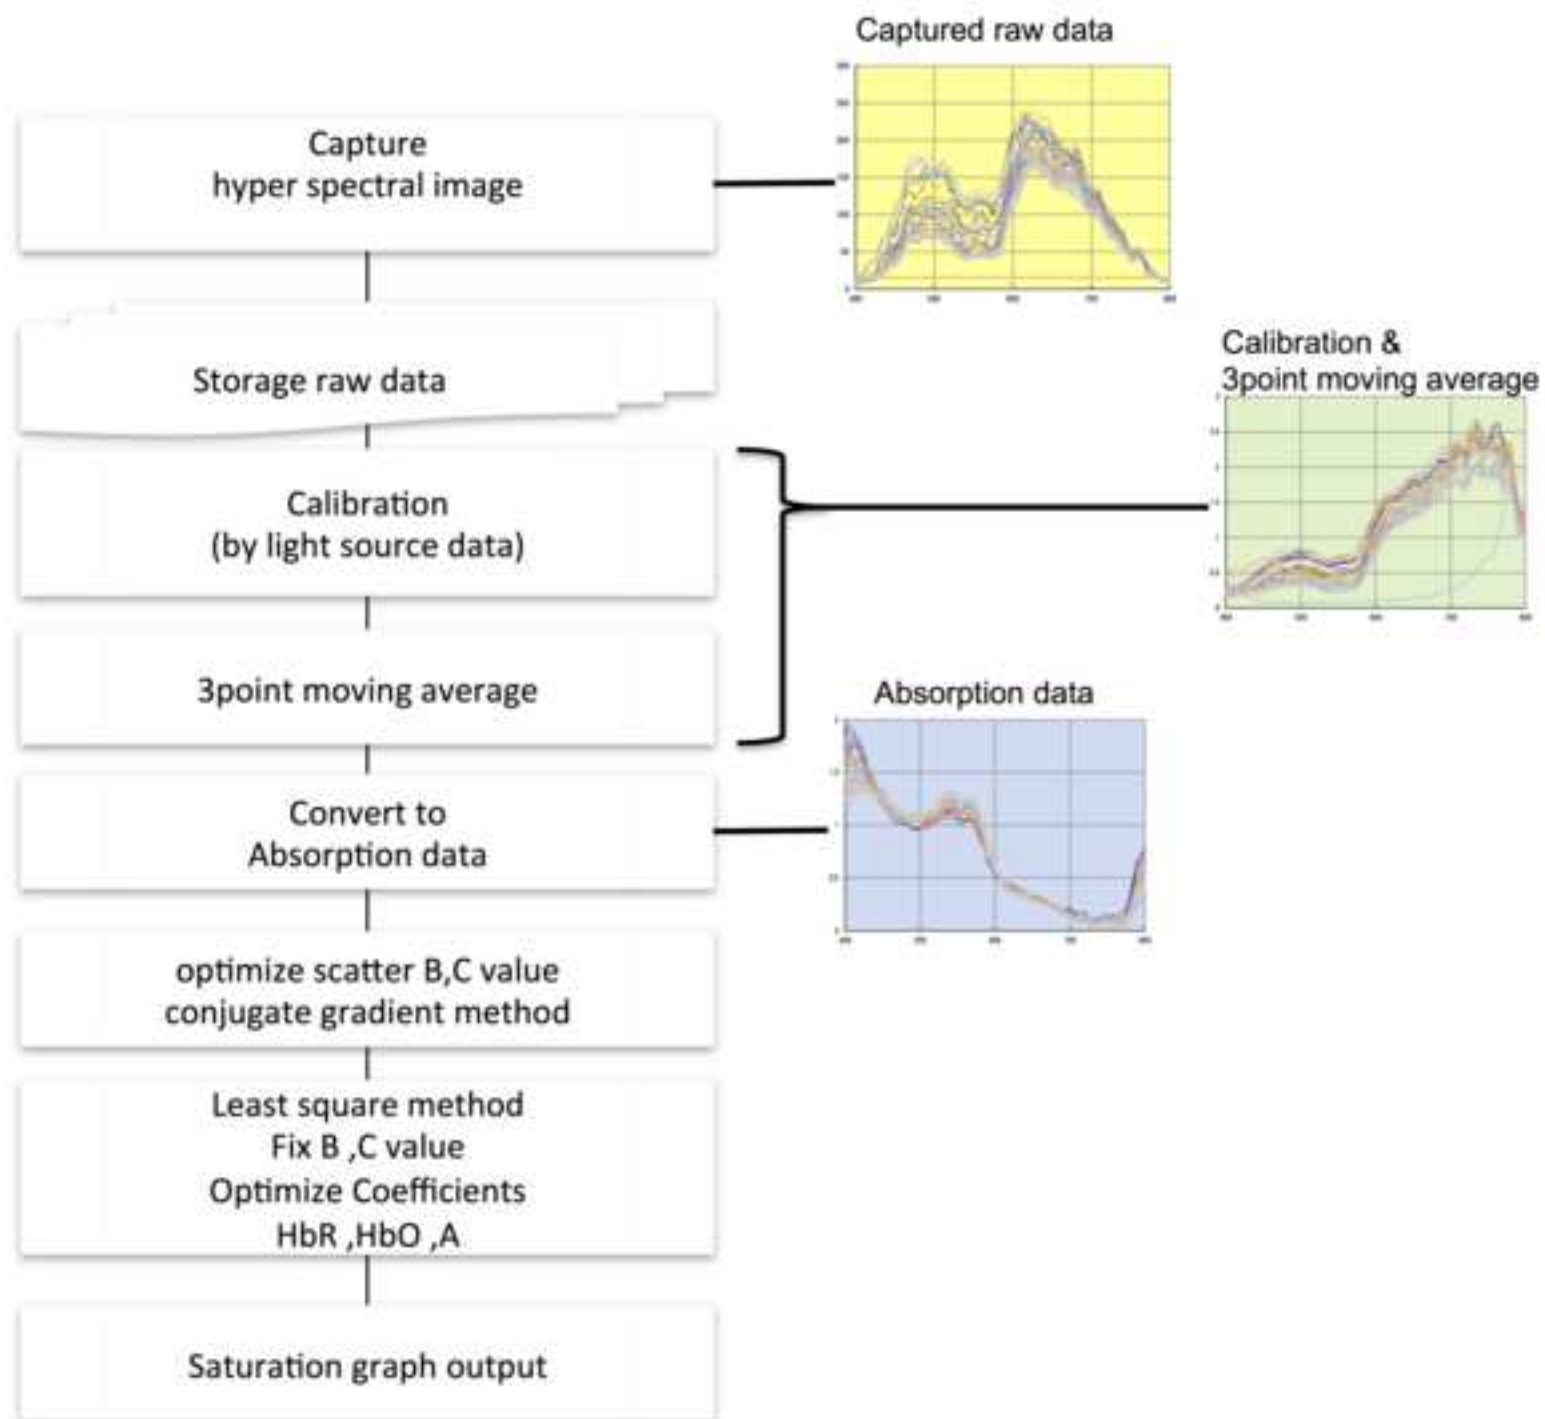 Captured raw data
Capture
hyper spectral image
Storage raw data
Calibration &
3point moving average
Calibration
(by light source data)
3point moving average
Absorption data
Convert to
Absorption data
optimize scatter B,C value
conjugate gradient method
Least square method
Fix B ,C value
Optimize Coefficients
HbR ,HbO ,A
Saturation graph output